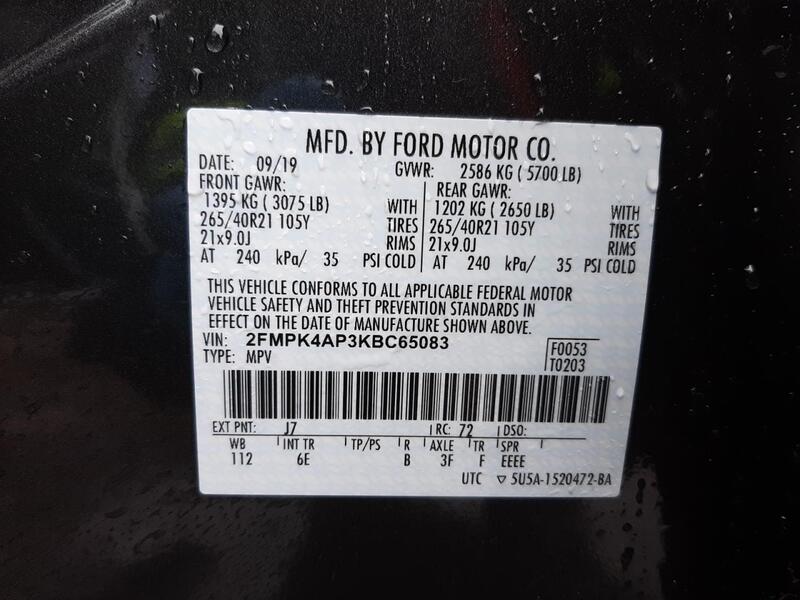 MFD. BY FORD MOTOR CO.
DATE: 09/19 GVWR: 2586 KG ( 5700 LB)
FRONT GAWR: REAR GAWR:
1395 KG ( 3075 LB) WITH 1202 KG ( 2650 LB) WITH
265/40R21 105Y TIRES 265/40R21 105Y TIRES
21x9.0J RIMS 21x9.0J RIMS
AT 240 kPa/ 35 PSI COLD AT 240 kPa/ 35 PSI COLD
THIS VEHICLE CONFORMS TO ALL APPLICABLE FEDERAL MOTOR
VEHICLE SAFETY AND THEFT PREVENTION STANDARDS IN
EFFECT ON THE DATE OF MANUFACTURE SHOWN ABOVE.
VIN: 2FMPK4AP3KBC65083 F0053
TYPE: MPV T0203
EXT PNT: J7 RC: 72 DSO:
WB INT TR TP/PS R AXLE TR SPR
112 6E B 3F F EEEE
UTC ▽ 5U5A-1520472-BA